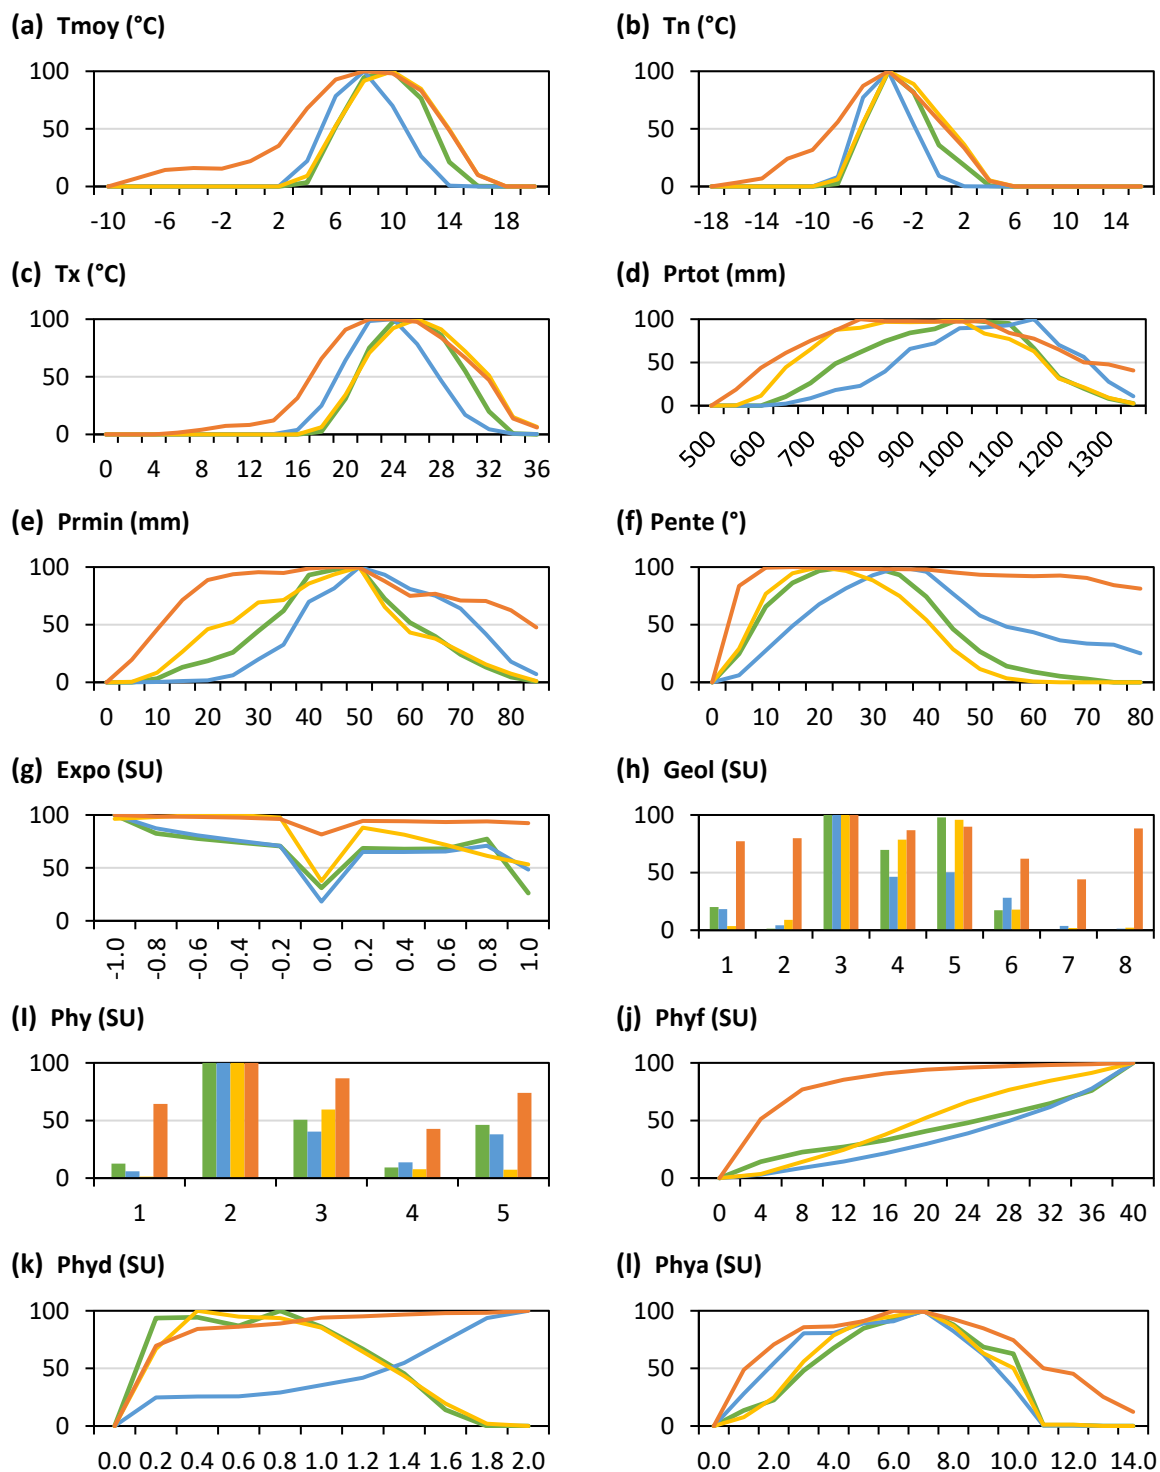 (a) Tmoy (°C)
100
50
0
-10 -6 -2 2 6 10 14 18
(b) Tn (°C)
100
50
0
-18 -14 -10 -6 -2 2 6 10 14
(c) Tx (°C)
100
50
0
0 4 8 12 16 20 24 28 32 36
(d) Prtot (mm)
100
50
0
500 600 700 800 900 1000 1100 1200 1300
(e) Prmin (mm)
100
50
0
0 10 20 30 40 50 60 70 80
(f) Pente (°)
100
50
0
0 10 20 30 40 50 60 70 80
(g) Expo (SU)
100
50
0
-1.0 -0.8 -0.6 -0.4 -0.2 0.0 0.2 0.4 0.6 0.8 1.0
(h) Geol (SU)
100
50
0
1 2 3 4 5 6 7 8
(I) Phy (SU)
100
50
0
1 2 3 4 5
(j) Phyf (SU)
100
50
0
0 4 8 12 16 20 24 28 32 36 40
(k) Phyd (SU)
100
50
0
0.0 0.2 0.4 0.6 0.8 1.0 1.2 1.4 1.6 1.8 2.0
(l) Phya (SU)
100
50
0
0.0 2.0 4.0 6.0 8.0 10.0 12.0 14.0